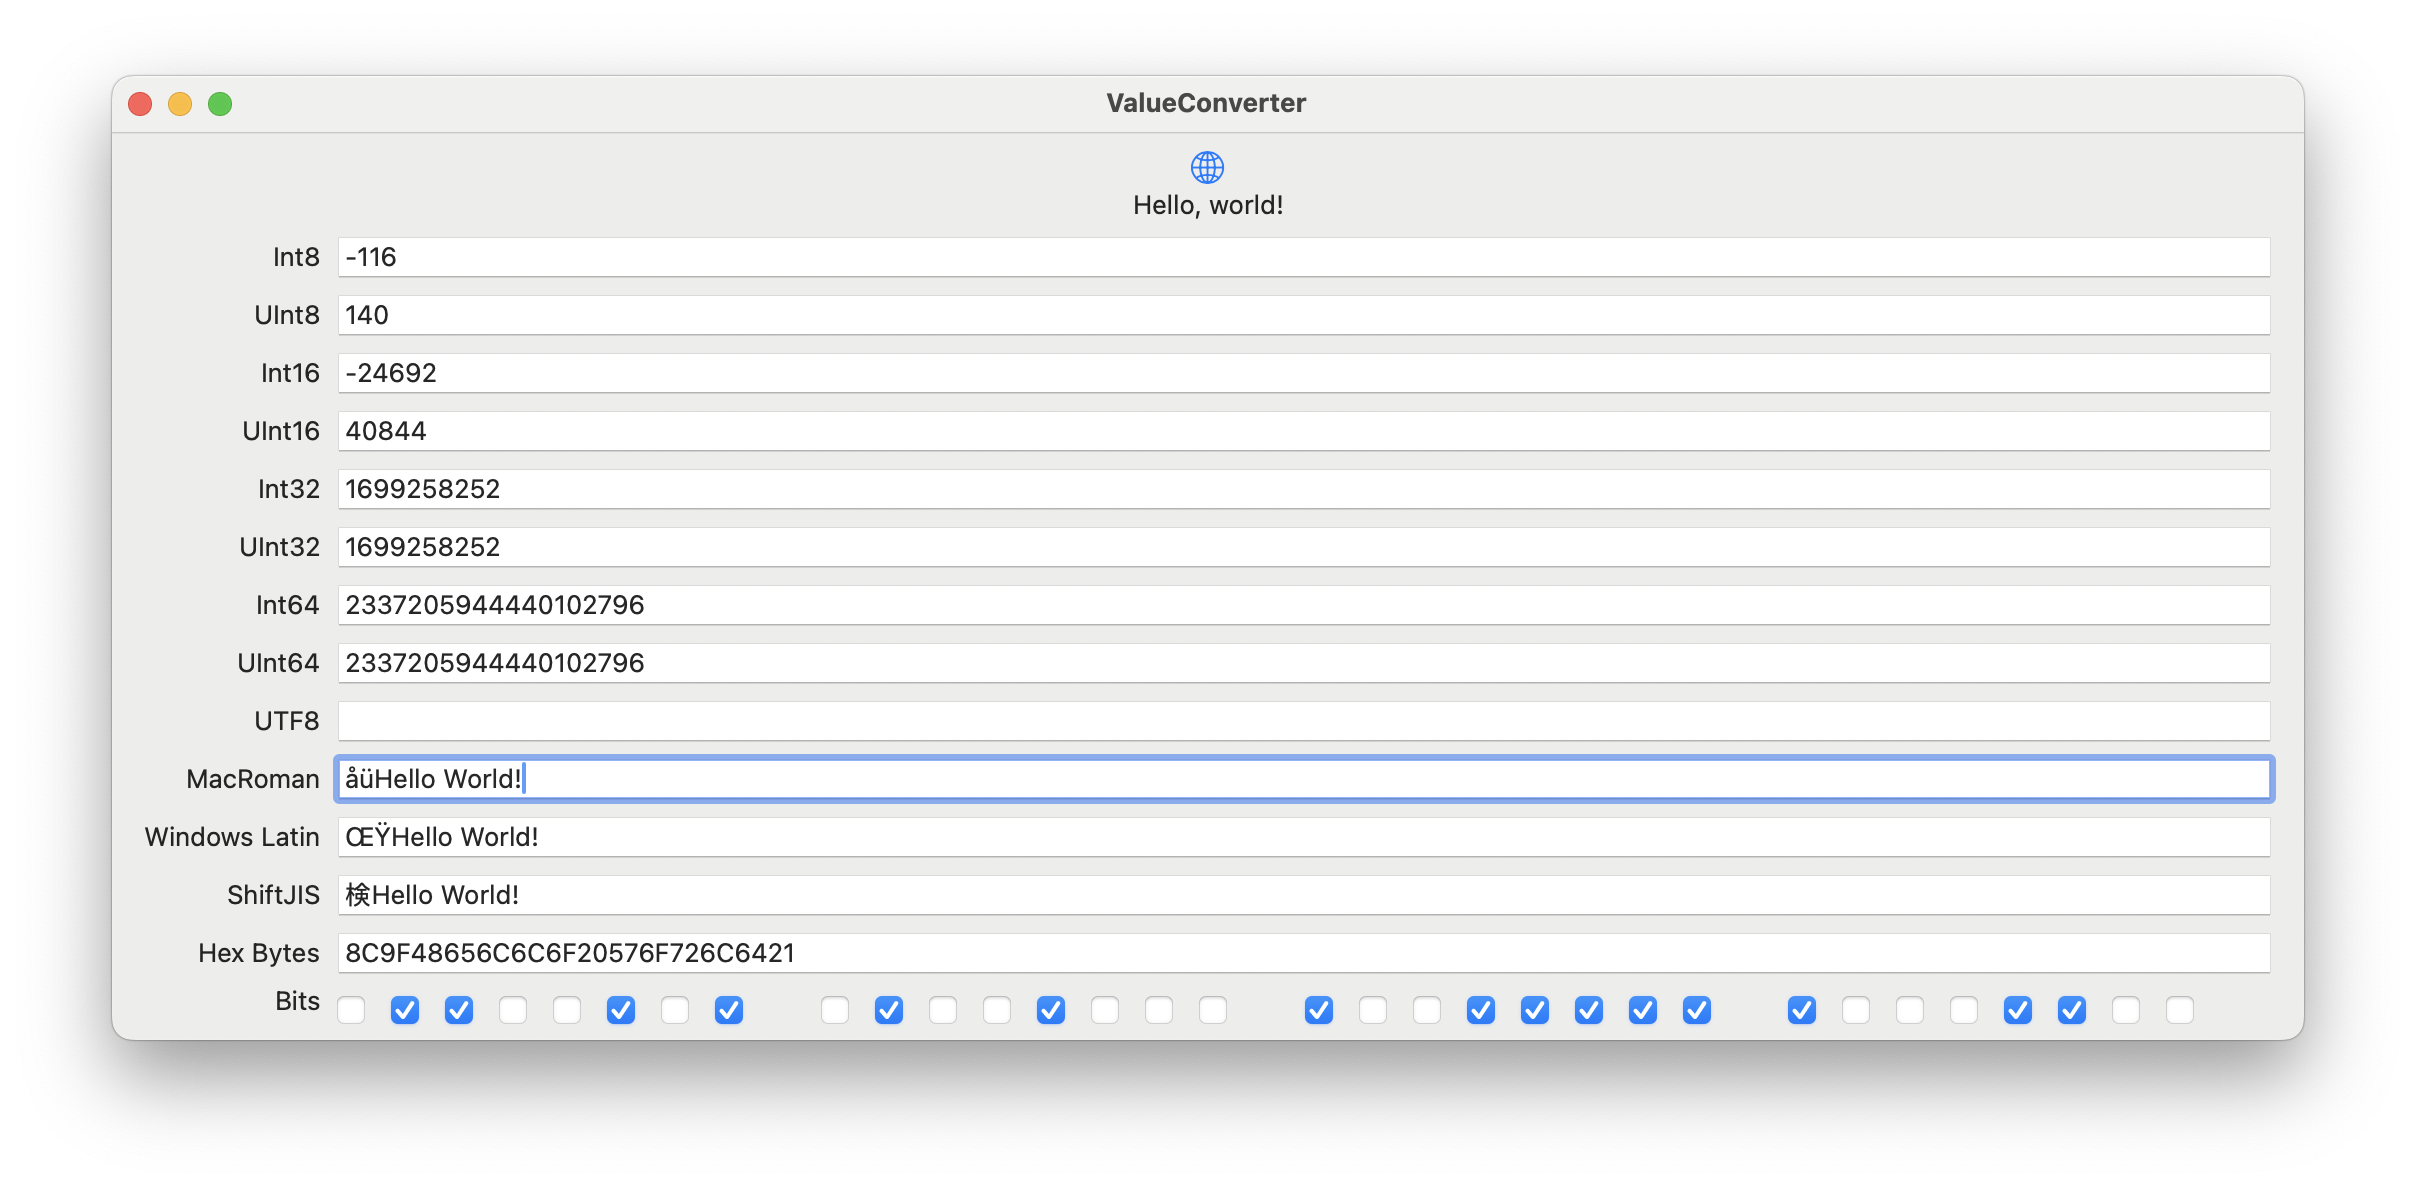 ValueConverter
Hello, world!
Int8 -116
UInt8 140
Int16 -24692
UInt16 40844
Int32 1699258252
UInt32 1699258252
Int64 2337205944440102796
UInt64 2337205944440102796
UTF8
MacRoman åüHello World!
Windows Latin ŒŸHello World!
ShiftJIS 検Hello World!
Hex Bytes 8C9F48656C6C6F20576F726C6421
Bits